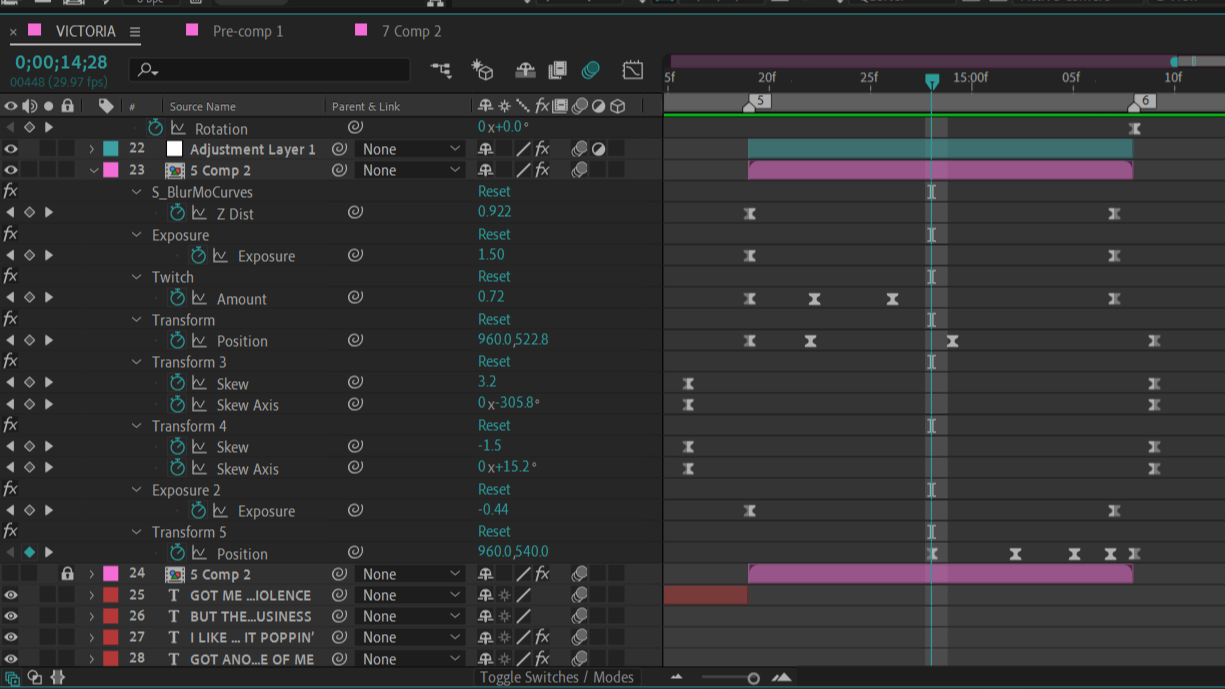 × VICTORIA Pre-comp 1 7 Comp 2
0;00;14;28
00448 (29.97 fps)
5f 20f 25f 15:00f 05f 10f
# Source Name Parent & Link fx 5 6
Rotation 0x+0.0°
22 Adjustment Layer 1 None fx
23 5 Comp 2 None fx
fx S_BlurMoCurves Reset
Z Dist 0.922
fx Exposure Reset
Exposure 1.50
fx Twitch Reset
Amount 0.72
fx Transform Reset
Position 960.0,522.8
fx Transform 3 Reset
Skew 3.2
Skew Axis 0x-305.8°
fx Transform 4 Reset
Skew -1.5
Skew Axis 0x+15.2°
fx Exposure 2 Reset
Exposure -0.44
fx Transform 5 Reset
Position 960.0,540.0
24 5 Comp 2 None fx
25 T GOT ME ...IOLENCE None
26 T BUT THE...USINESS None
27 T I LIKE ... IT POPPIN' None fx
28 T GOT ANO...E OF ME None fx
Toggle Switches / Modes